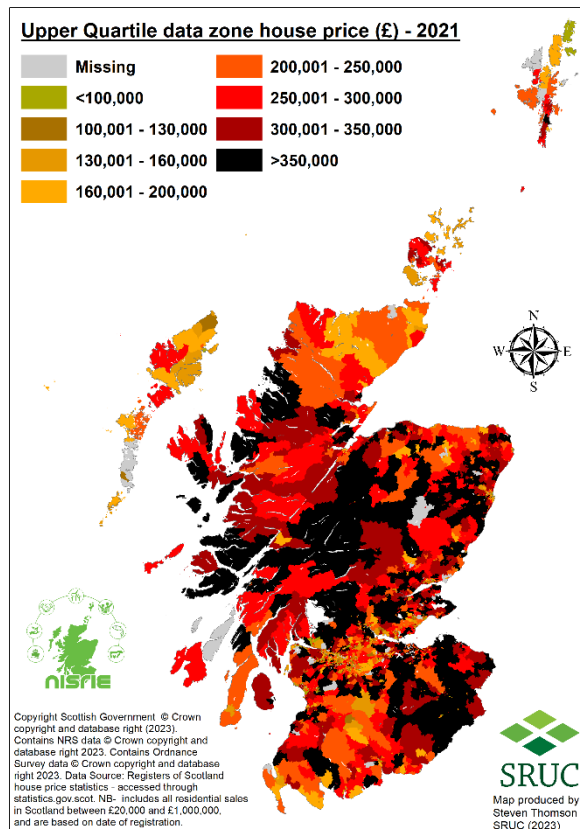 Upper Quartile data zone house price (£) - 2021
Missing
<100,000
100,001 - 130,000
130,001 - 160,000
160,001 - 200,000
200,001 - 250,000
250,001 - 300,000
300,001 - 350,000
>350,000
N
W E
S
NISRIE
Copyright Scottish Government © Crown
copyright and database right (2023).
Contains NRS data © Crown copyright and
database right 2023. Contains Ordnance
Survey data © Crown copyright and database
right 2023. Data Source: Registers of Scotland
house price statistics - accessed through
statistics.gov.scot. NB- includes all residential sales
in Scotland between £20,000 and £1,000,000,
and are based on date of registration.
SRUC
Map produced by
Steven Thomson
SRUC (2023)